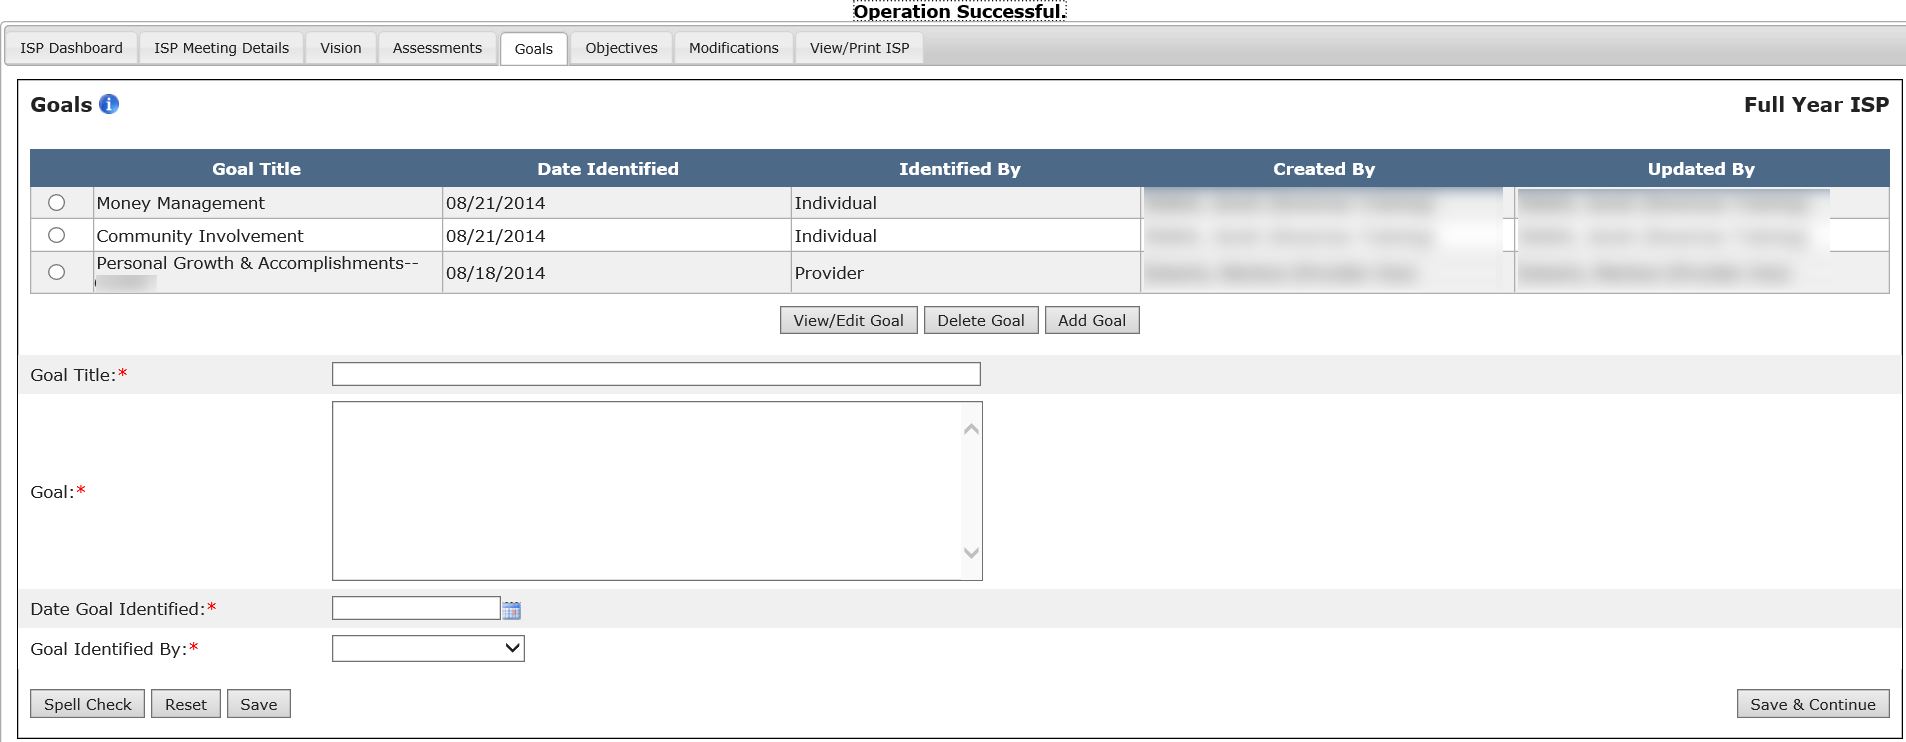 Operation Successful.
ISP Dashboard ISP Meeting Details Vision Assessments Goals Objectives Modifications View/Print ISP
Goals Full Year ISP
Goal Title Date Identified Identified By Created By Updated By
Money Management 08/21/2014 Individual
Community Involvement 08/21/2014 Individual
Personal Growth & Accomplishments--
08/18/2014 Provider
View/Edit Goal Delete Goal Add Goal
Goal Title:*
Goal:*
Date Goal Identified:*
Goal Identified By:*
Spell Check Reset Save Save & Continue